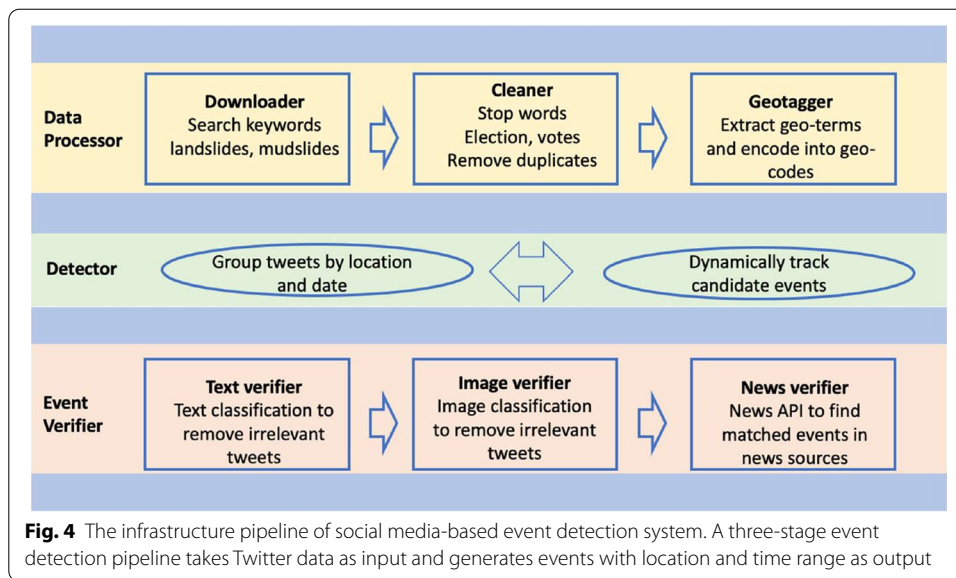 Data
Processor
Downloader
Search keywords
landslides, mudslides
Cleaner
Stop words
Election, votes
Remove duplicates
Geotagger
Extract geo-terms
and encode into geo-
codes
Detector
Group tweets by location
and date
Dynamically track
candidate events
Event
Verifier
Text verifier
Text classification to
remove irrelevant
tweets
Image verifier
Image classification
to remove irrelevant
tweets
News verifier
News API to find
matched events in
news sources
Fig. 4 The infrastructure pipeline of social media-based event detection system. A three-stage event
detection pipeline takes Twitter data as input and generates events with location and time range as output